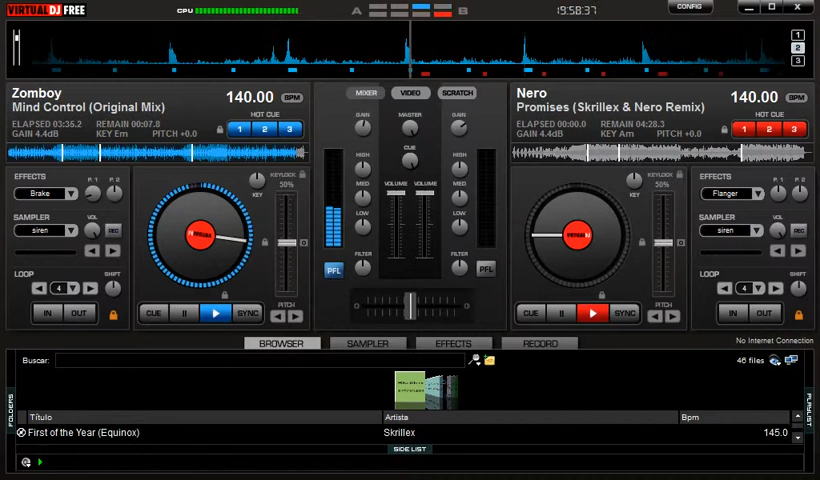 VIRTUAL DJ FREE
CPU
A
B
19:58:37
CONFIG
1
2
3
Zomboy
Mind Control (Original Mix)
140.00 BPM
HOT CUE
ELAPSED 03:35.2 REMAIN 00:07.8
GAIN 4.4dB KEY Em PITCH +0.0
1 2 3
MIXER VIDEO SCRATCH
Nero
Promises (Skrillex & Nero Remix)
140.00 BPM
HOT CUE
ELAPSED 00:00.0 REMAIN 04:28.3
GAIN 4.4dB KEY Am PITCH +0.0
1 2 3
EFFECTS P. 1 P. 2
Brake
SAMPLER VOL
siren REC
LOOP SHIFT
4
IN OUT
KEYLOCK
50%
KEY
CUE II SYNC
PITCH
GAIN MASTER GAIN
CUE
HIGH HIGH
MED VOLUME VOLUME MED
LOW LOW
FILTER FILTER
PFL PFL
KEYLOCK
50%
KEY
CUE II SYNC
PITCH
EFFECTS P. 1 P. 2
Flanger
SAMPLER VOL
siren REC
LOOP SHIFT
4
IN OUT
BROWSER SAMPLER EFFECTS RECORD
No Internet Connection
Buscar:
46 files
FOLDERS
PLAYLIST
Título Artista Bpm
First of the Year (Equinox) Skrillex 145.0
SIDE LIST